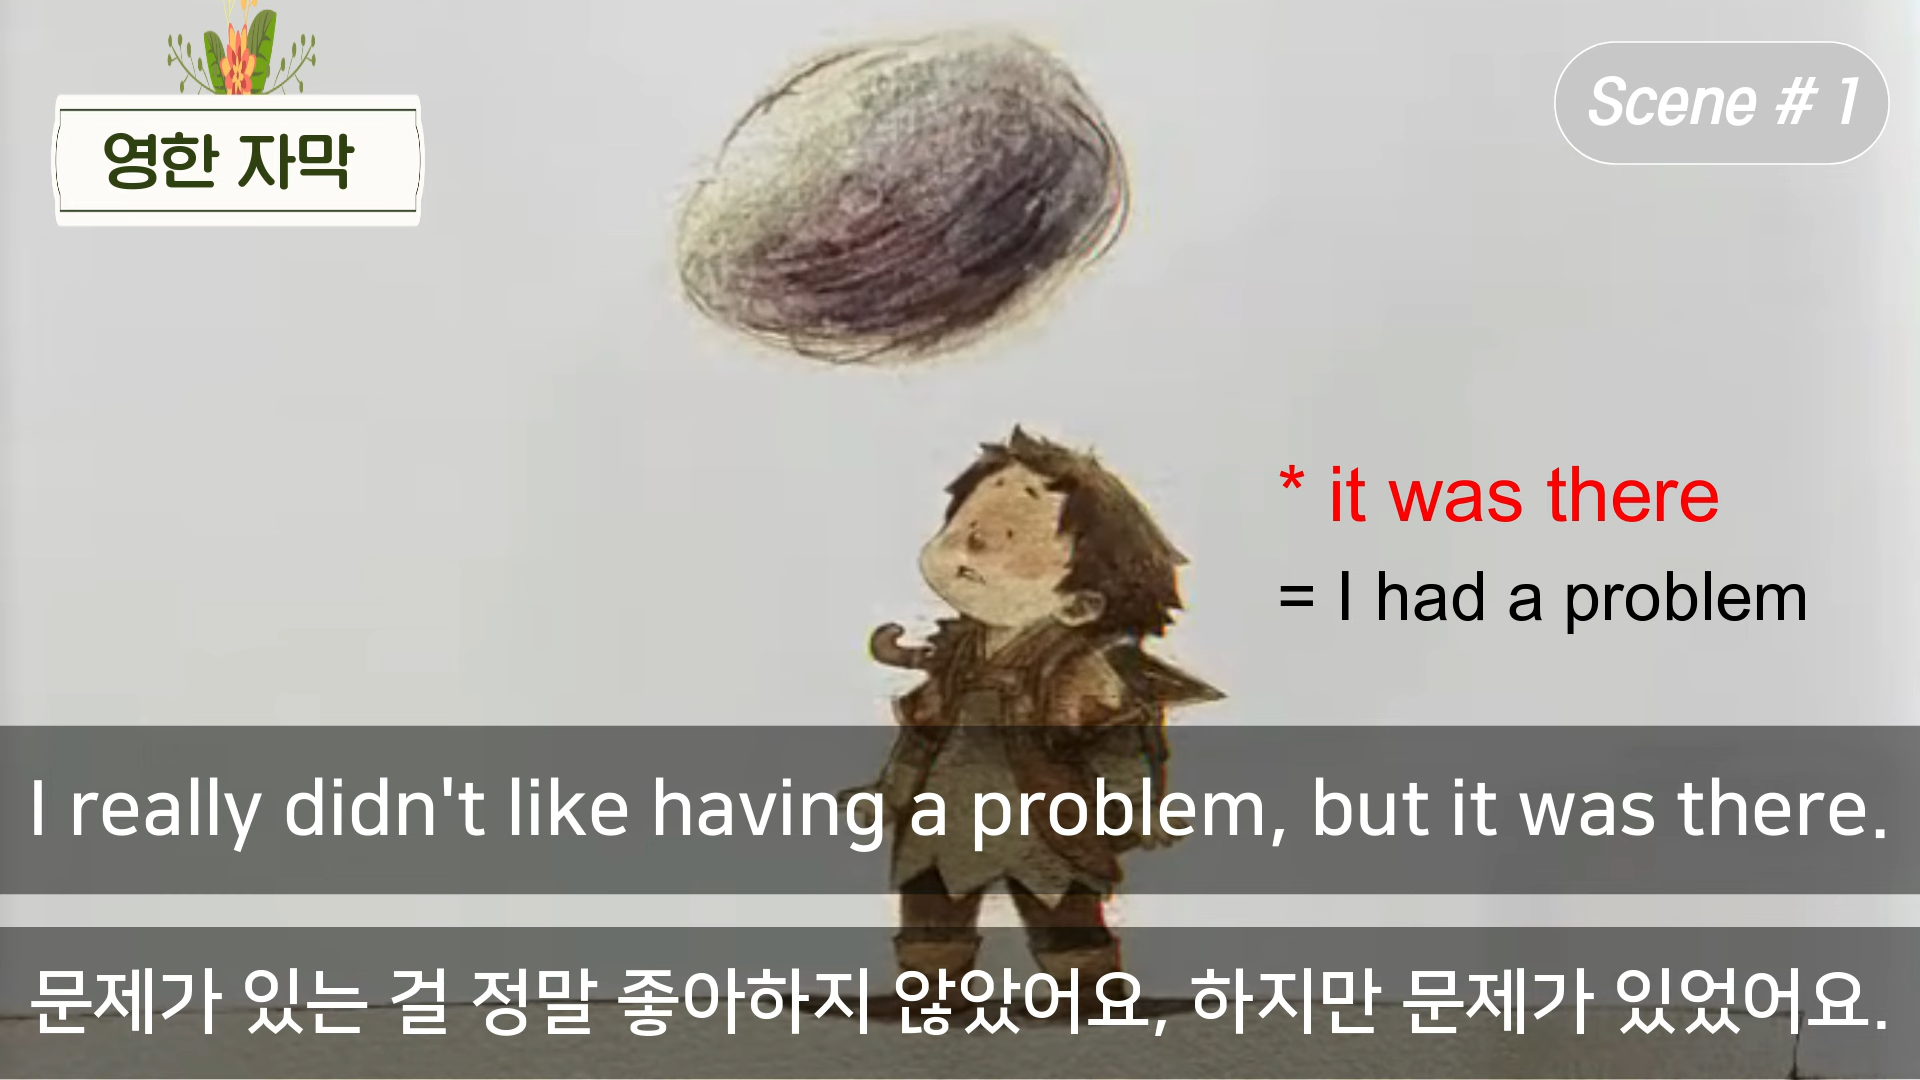 영한 자막
Scene # 1
* it was there
= I had a problem
I really didn't like having a problem, but it was there.
문제가 있는 걸 정말 좋아하지 않았어요, 하지만 문제가 있었어요.